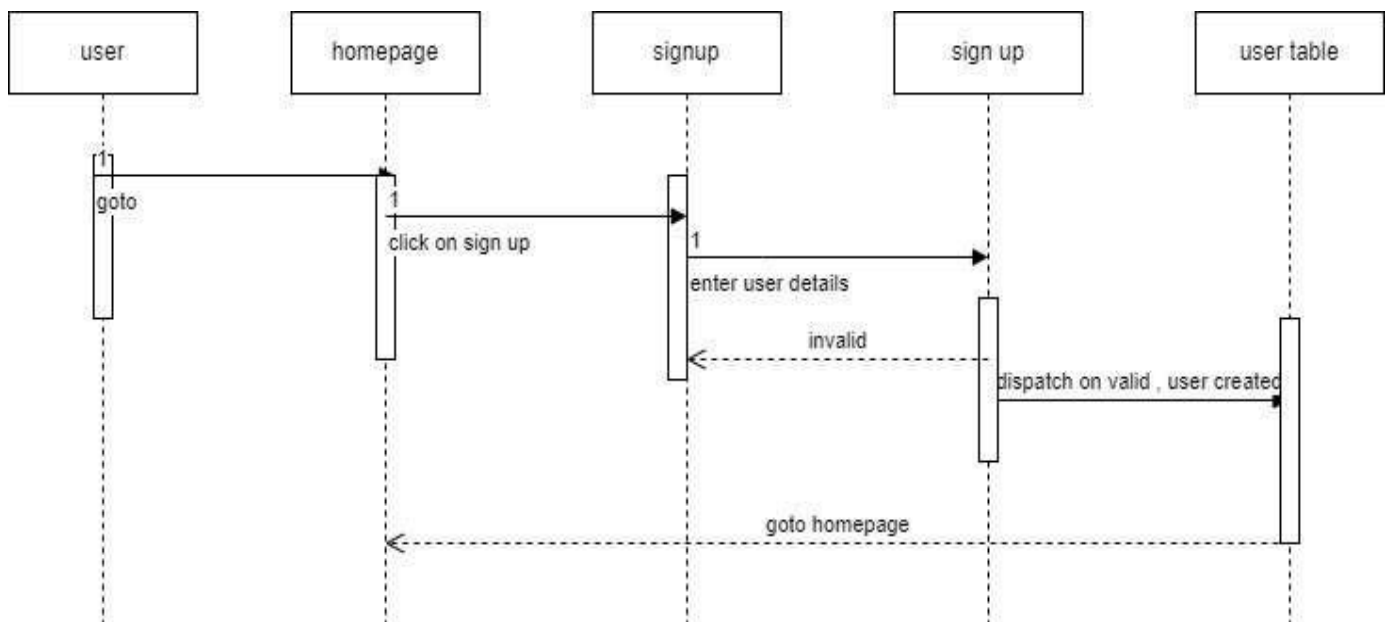 user
homepage
signup
sign up
user table
1
goto
1
click on sign up
1
enter user details
invalid
dispatch on valid , user created
goto homepage